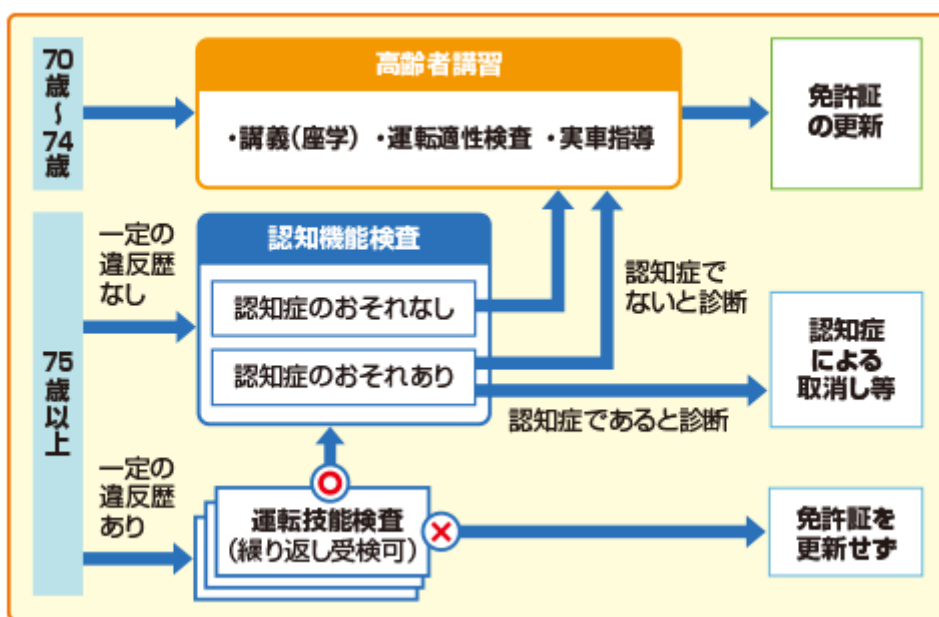 70歳～74歳
高齢者講習
・講義(座学) ・運転適性検査 ・実車指導
免許証
の更新
75歳以上
一定の
違反歴
なし
認知機能検査
認知症のおそれなし
認知症のおそれあり
認知症で
ないと診断
認知症
による
取消し等
認知症であると診断
一定の
違反歴
あり
運転技能検査
(繰り返し受検可)
免許証を
更新せず